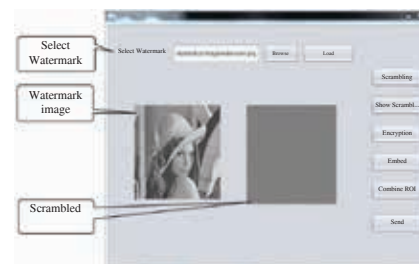 Select
Watermark
Select Watermark
Browse
Load
Scrambling
Watermark
image
Show Scrambl...
Encryption
Embed
Combine ROI
Scrambled
Send